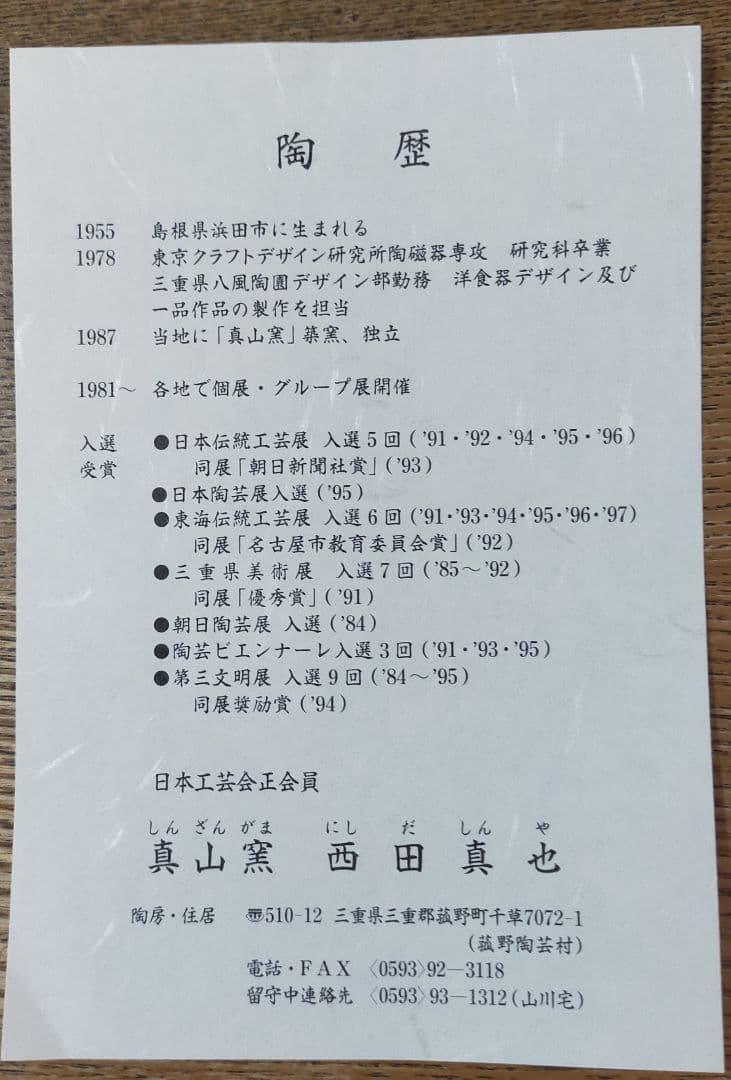 陶 歴
1955 島根県浜田市に生まれる
1978 東京クラフトデザイン研究所陶磁器専攻 研究科卒業
三重県八風陶園デザイン部勤務 洋食器デザイン及び
一品作品の製作を担当
1987 当地に「真山窯」築窯、独立
1981～ 各地で個展・グループ展開催
入選 ●日本伝統工芸展 入選5回('91・'92・'94・'95・'96)
受賞 同展「朝日新聞社賞」('93)
●日本陶芸展入選('95)
●東海伝統工芸展 入選6回('91・'93・'94・'95・'96・'97)
同展「名古屋市教育委員会賞」('92)
●三重県美術展 入選7回('85～'92)
同展「優秀賞」('91)
●朝日陶芸展 入選('84)
●陶芸ビエンナーレ入選3回('91・'93・'95)
●第三文明展 入選9回('84～'95)
同展奨励賞('94)
日本工芸会正会員
しん ざん がま にし だ しん や
真山窯 西田真也
陶房・住居 〠510-12 三重県三重郡菰野町千草7072-1
(菰野陶芸村)
電話・FAX 〈0593〉92―3118
留守中連絡先 〈0593〉93―1312(山川宅)